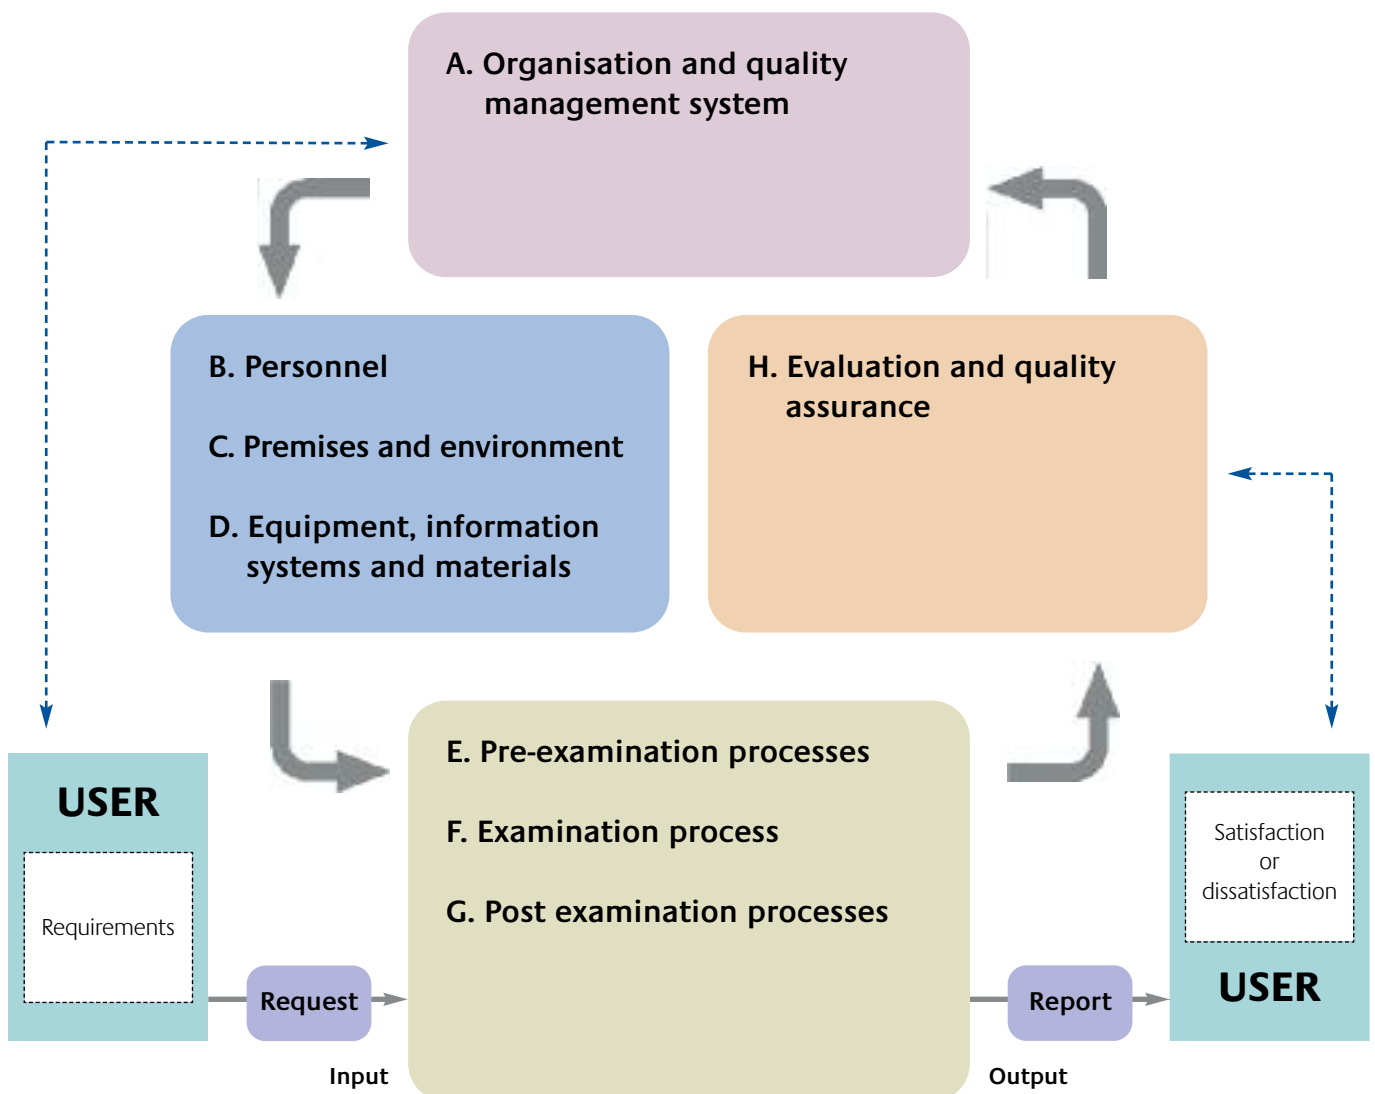 A. Organisation and quality
management system
B. Personnel
C. Premises and environment
D. Equipment, information
systems and materials
H. Evaluation and quality
assurance
E. Pre-examination processes
F. Examination process
G. Post examination processes
USER
Requirements
Request
Input
Report
Output
Satisfaction
or
dissatisfaction
USER